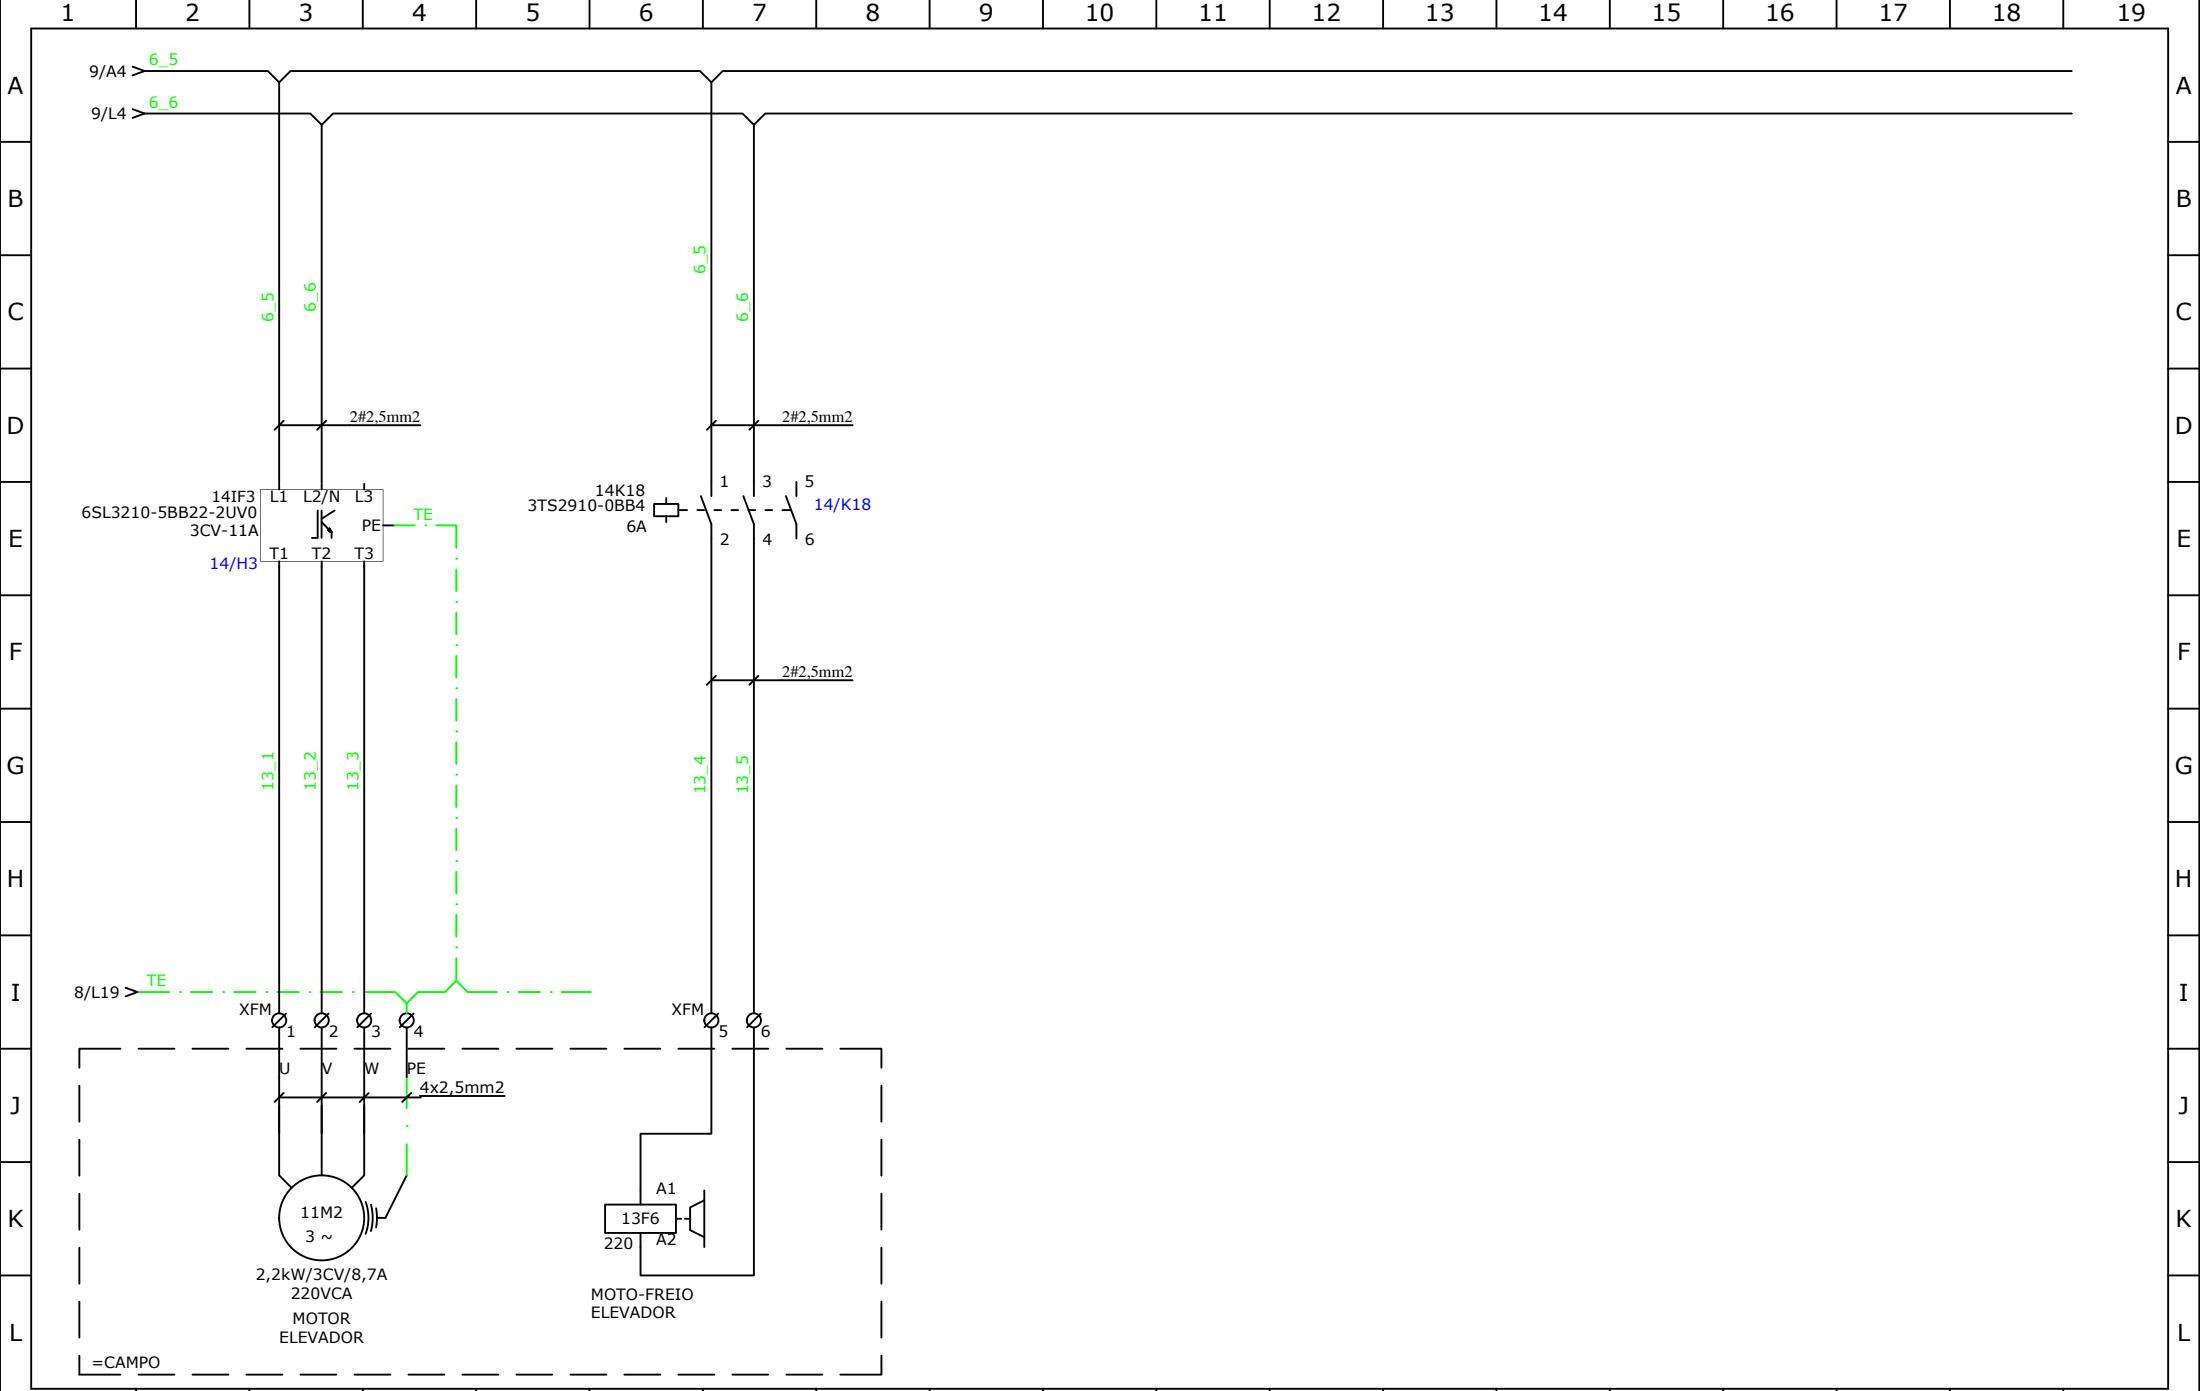 1 2 3 4 5 6 7 8 9 10 11 12 13 14 15 16 17 18 19
A A
9/A4 6_5
9/L4 6_6
B B
6_5
6_6
C C
6_5 6_6
D D
2#2,5mm2 2#2,5mm2
14IF3 L1 L2/N L3
6SL3210-5BB22-2UV0
3CV-11A
PE TE
T1 T2 T3
14/H3
14K18 1 3 5
3TS2910-0BB4 14/K18
6A
2 4 6
E E
F F
2#2,5mm2
G G
13_1 13_2 13_3 13_4 13_5
H H
I I
8/L19 TE
XFM 1 2 3 4
XFM 5 6
U V W PE
4x2,5mm2
J J
K K
11M2
3 ~
2,2kW/3CV/8,7A
220VCA
MOTOR
ELEVADOR
A1
13F6
220 A2
MOTO-FREIO
ELEVADOR
L L
=CAMPO